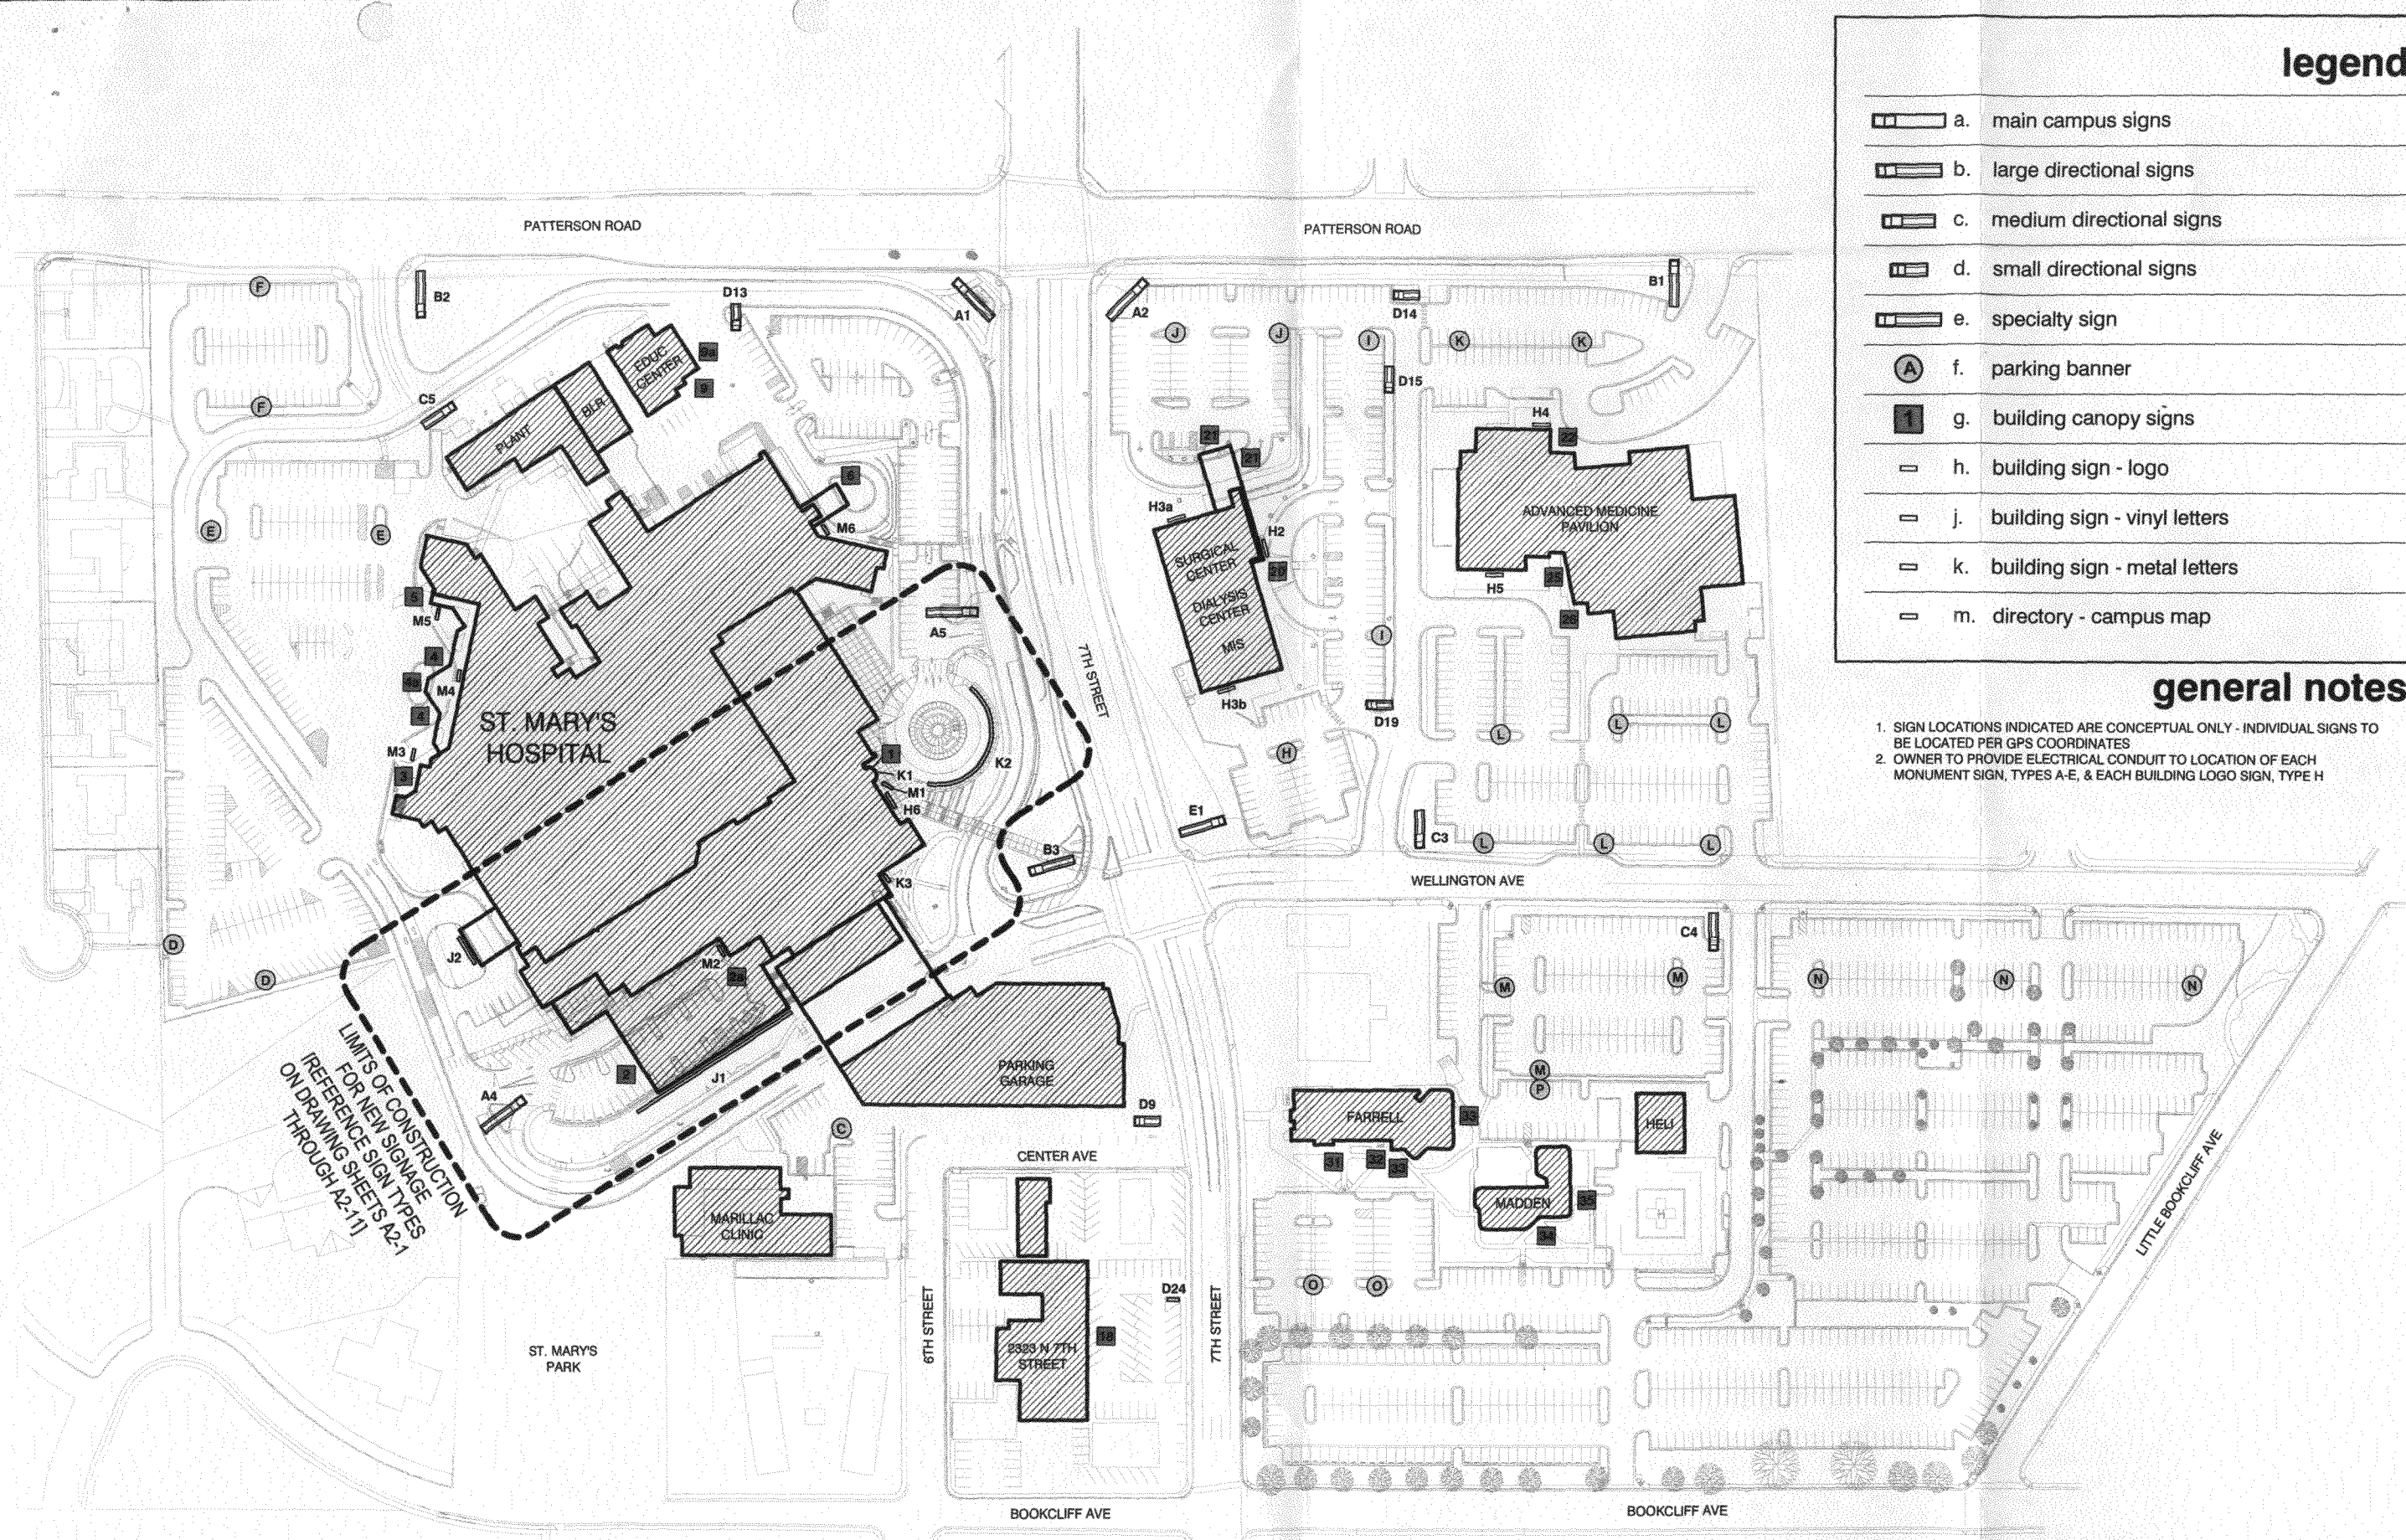 legend
a. main campus signs
b. large directional signs
c. medium directional signs
d. small directional signs
e. specialty sign
A f. parking banner
1 g. building canopy signs
h. building sign - logo
j. building sign - vinyl letters
k. building sign - metal letters
m. directory - campus map
general notes
1. SIGN LOCATIONS INDICATED ARE CONCEPTUAL ONLY - INDIVIDUAL SIGNS TO
BE LOCATED PER GPS COORDINATES
2. OWNER TO PROVIDE ELECTRICAL CONDUIT TO LOCATION OF EACH
MONUMENT SIGN, TYPES A-E, & EACH BUILDING LOGO SIGN, TYPE H
PATTERSON ROAD
PATTERSON ROAD
F
B2
D13
A1
A2
D14
B1
J
J
I
K
K
EDUC
CENTER
9a
9
D15
F
C5
PLANT
BLR
H4
22
21
21
6
M6
E
E
H3a
H2
20
SURGICAL
CENTER
DIALYSIS
CENTER
MIS
ADVANCED MEDICINE
PAVILION
H5
25
26
5
M5
4
4a
M4
4
M3
3
A5
I
7TH STREET
H3b
D19
ST. MARY'S
HOSPITAL
1
K1
M1
H6
K2
H
L
L
L
E1
C3
L
L
L
B3
K3
WELLINGTON AVE
C4
D
D
J2
M2
2a
M
M
N
N
N
LIMITS OF CONSTRUCTION
FOR NEW SIGNAGE
[REFERENCE SIGN TYPES
ON DRAWING SHEETS A2-1
THROUGH A2-11]
2
J1
A4
PARKING
GARAGE
M
P
D9
C
FARRELL
33
HELI
31
32
33
CENTER AVE
MADDEN
35
34
H
MARILLAC
CLINIC
LITTLE BOOKCLIFF AVE
6TH STREET
D24
7TH STREET
O
O
18
2323 N 7TH
STREET
ST. MARY'S
PARK
BOOKCLIFF AVE
BOOKCLIFF AVE